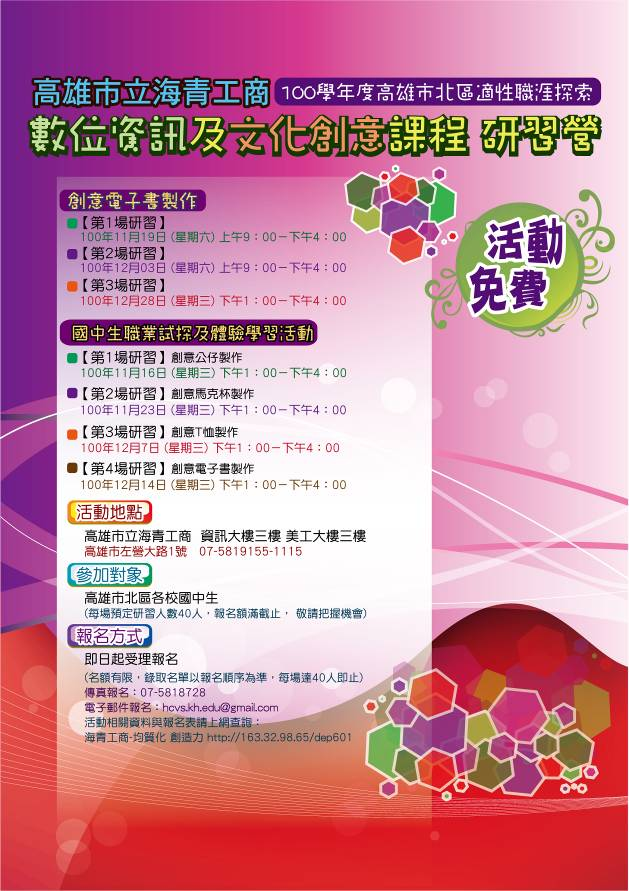 高雄市立海青工商 100學年度高雄市北區適性職涯探索
數位資訊及文化創意課程 研習營
活動
免費
創意電子書製作
【第1場研習】
100年11月19日 (星期六) 上午9：00－下午4：00
【第2場研習】
100年12月03日 (星期六) 上午9：00－下午4：00
【第3場研習】
100年12月28日 (星期三) 下午1：00－下午4：00
國中生職業試探及體驗學習活動
【第1場研習】創意公仔製作
100年11月16日 (星期三) 下午1：00－下午4：00
【第2場研習】創意馬克杯製作
100年11月23日 (星期三) 下午1：00－下午4：00
【第3場研習】創意T恤製作
100年12月7日 (星期三) 下午1：00－下午4：00
【第4場研習】創意電子書製作
100年12月14日 (星期三) 下午1：00－下午4：00
活動地點
高雄市立海青工商 資訊大樓三樓 美工大樓三樓
高雄市左營大路1號 07-5819155-1115
參加對象
高雄市北區各校國中生
(每場預定研習人數40人，報名額滿截止， 敬請把握機會)
報名方式
即日起受理報名
(名額有限，錄取名單以報名順序為準，每場達40人即止)
傳真報名：07-5818728
電子郵件報名：hcvs.kh.edu@gmail.com
活動相關資料與報名表請上網查詢：
海青工商-均質化 創造力 http://163.32.98.65/dep601